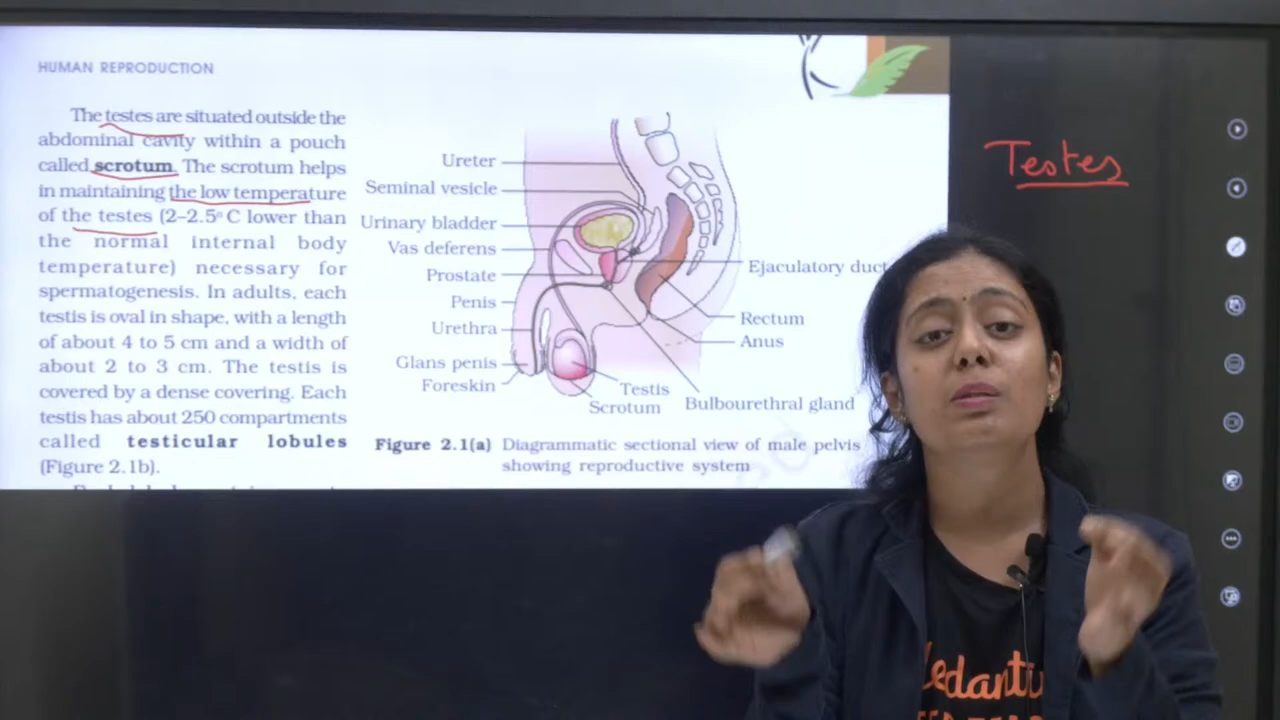 HUMAN REPRODUCTION
The testes are situated outside the
abdominal cavity within a pouch
called scrotum. The scrotum helps
in maintaining the low temperature
of the testes (2–2.5° C lower than
the normal internal body
temperature) necessary for
spermatogenesis. In adults, each
testis is oval in shape, with a length
of about 4 to 5 cm and a width of
about 2 to 3 cm. The testis is
covered by a dense covering. Each
testis has about 250 compartments
called testicular lobules
(Figure 2.1b).
Ureter
Seminal vesicle
Urinary bladder
Vas deferens
Prostate
Penis
Urethra
Glans penis
Foreskin
Ejaculatory duct
Rectum
Anus
Testis
Scrotum
Bulbourethral gland
Figure 2.1(a) Diagrammatic sectional view of male pelvis
showing reproductive system
Testes